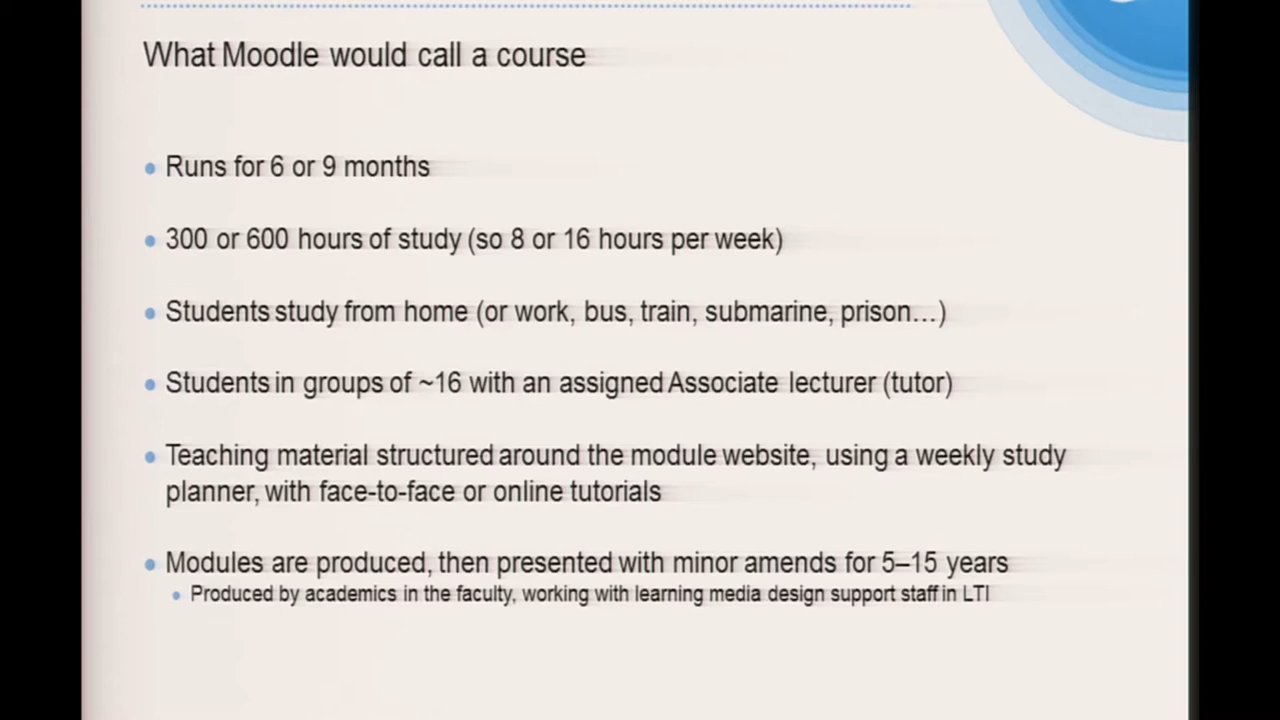 What Moodle would call a course
Runs for 6 or 9 months
300 or 600 hours of study (so 8 or 16 hours per week)
Students study from home (or work, bus, train, submarine, prison…)
Students in groups of ~16 with an assigned Associate lecturer (tutor)
Teaching material structured around the module website, using a weekly study
planner, with face-to-face or online tutorials
Modules are produced, then presented with minor amends for 5–15 years
Produced by academics in the faculty, working with learning media design support staff in LTI